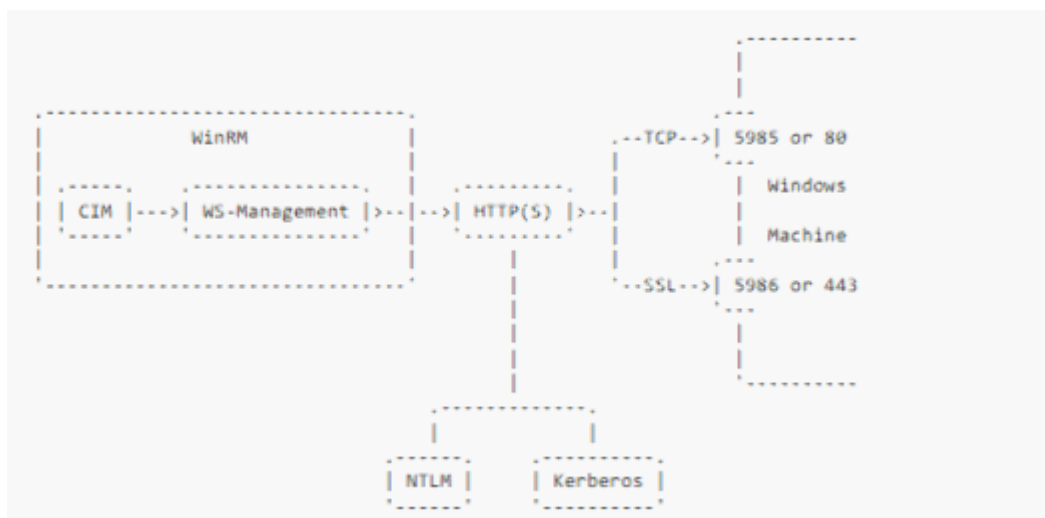 WinRM
--TCP--> 5985 or 80
Windows
CIM ---> WS-Management >-- --> HTTP(S) >--
Machine
--SSL--> 5986 or 443
NTLM Kerberos